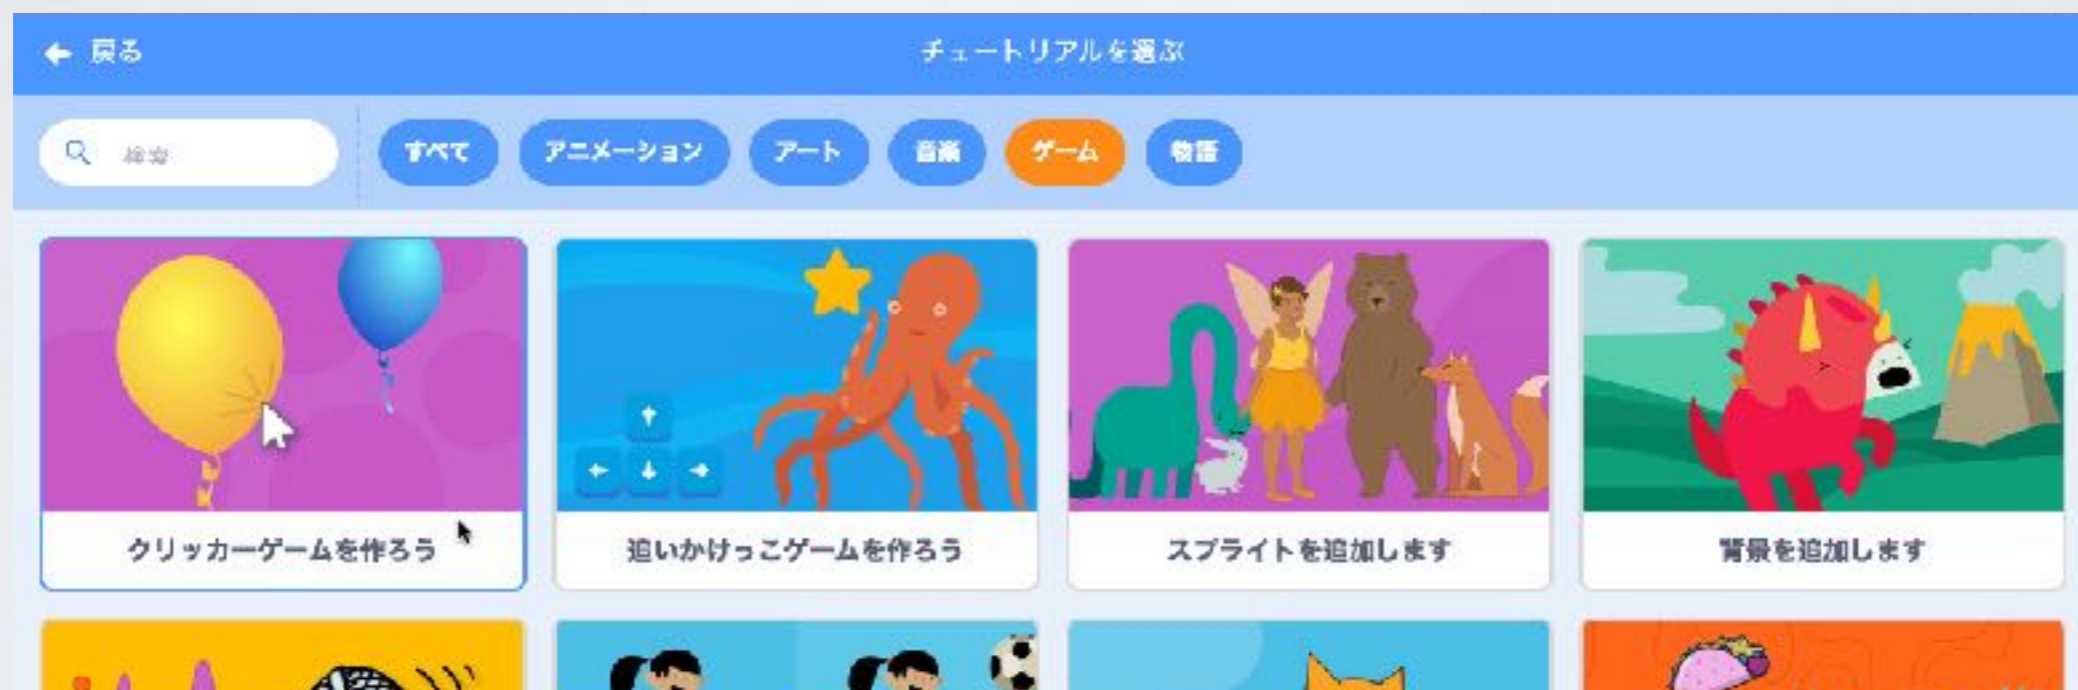 戻る
チュートリアルを選ぶ
検索
すべて
アニメーション
アート
音楽
ゲーム
物語
クリッカーゲームを作ろう
追いかけっこゲームを作ろう
スプライトを追加します
背景を追加します